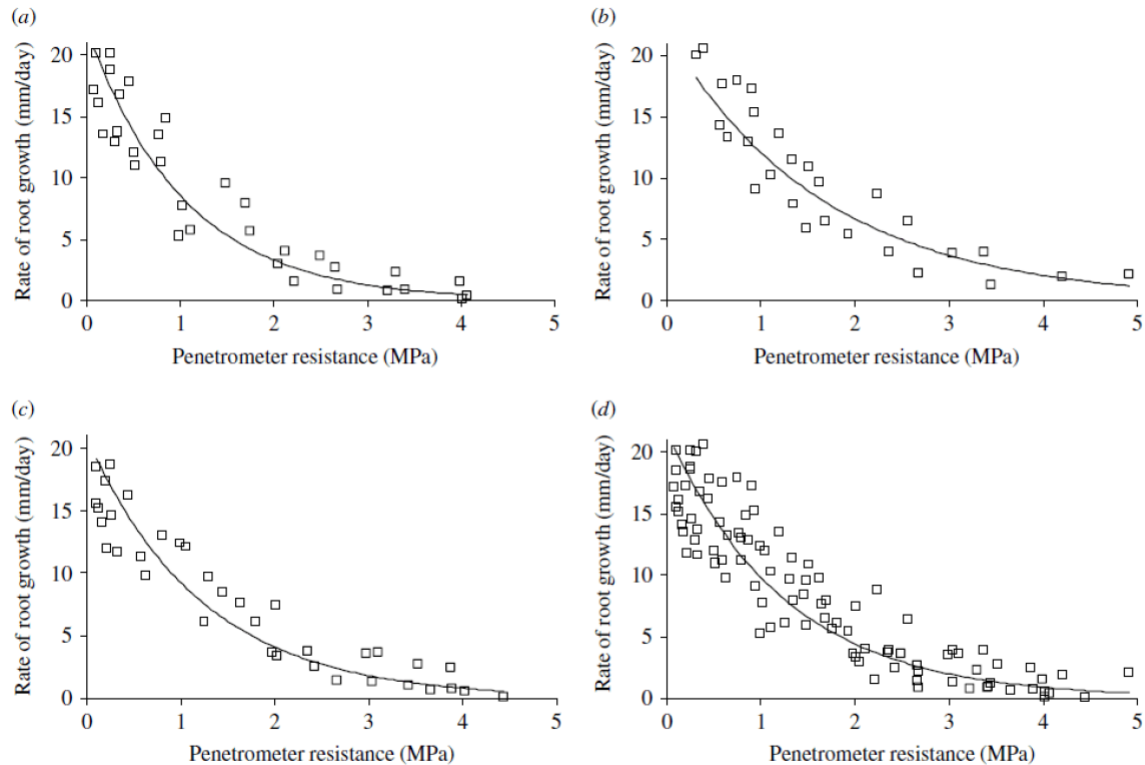 (a)
Rate of root growth (mm/day)
20
15
10
5
0
0 1 2 3 4 5
Penetrometer resistance (MPa)
(b)
Rate of root growth (mm/day)
20
15
10
5
0
0 1 2 3 4 5
Penetrometer resistance (MPa)
(c)
Rate of root growth (mm/day)
20
15
10
5
0
0 1 2 3 4 5
Penetrometer resistance (MPa)
(d)
Rate of root growth (mm/day)
20
15
10
5
0
0 1 2 3 4 5
Penetrometer resistance (MPa)